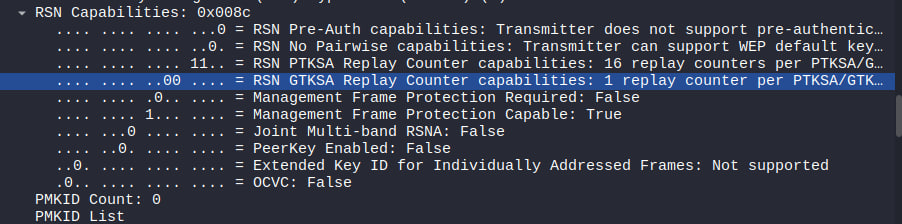 RSN Capabilities: 0x008c
.... .... .... ...0 = RSN Pre-Auth capabilities: Transmitter does not support pre-authentic…
.... .... .... ..0. = RSN No Pairwise capabilities: Transmitter can support WEP default key…
.... .... .... 11.. = RSN PTKSA Replay Counter capabilities: 16 replay counters per PTKSA/G…
.... .... ..00 .... = RSN GTKSA Replay Counter capabilities: 1 replay counter per PTKSA/GTK…
.... .... .0.. .... = Management Frame Protection Required: False
.... .... 1... .... = Management Frame Protection Capable: True
.... ...0 .... .... = Joint Multi-band RSNA: False
.... ..0. .... .... = PeerKey Enabled: False
..0. .... .... .... = Extended Key ID for Individually Addressed Frames: Not supported
.0.. .... .... .... = OCVC: False
PMKID Count: 0
PMKID List